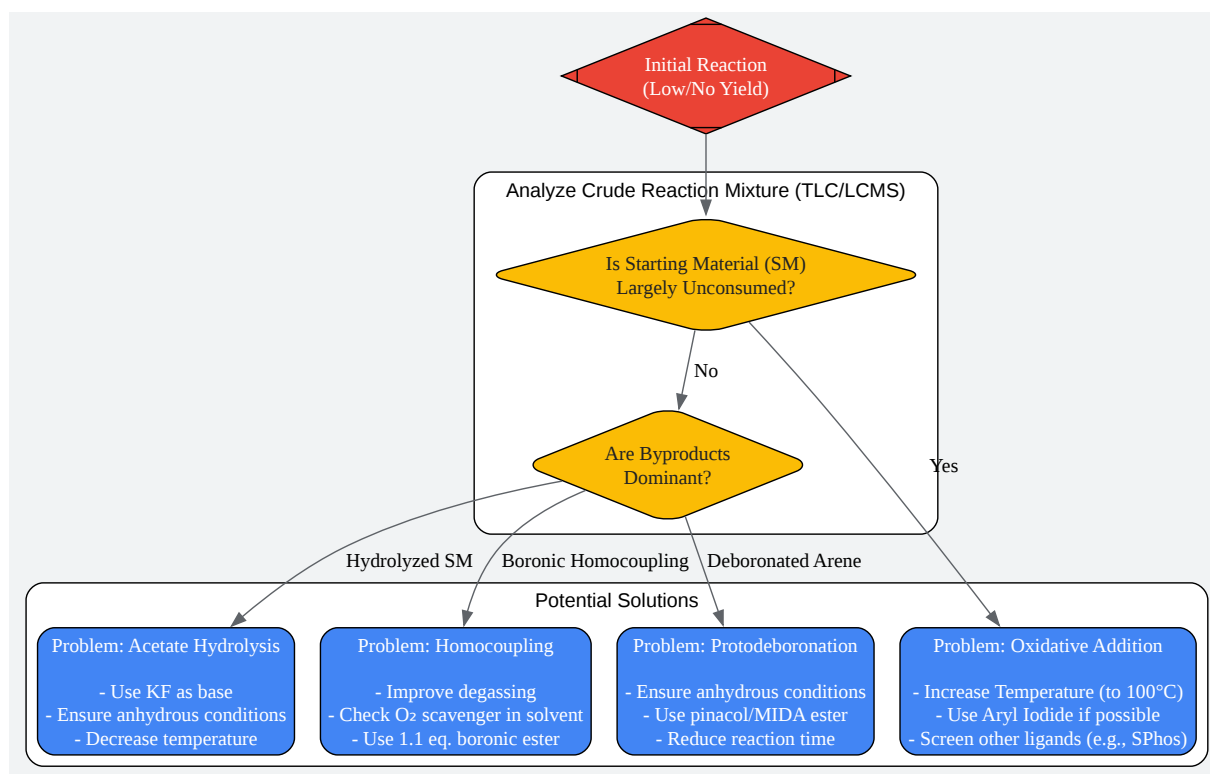 Initial Reaction
(Low/No Yield)
Analyze Crude Reaction Mixture (TLC/LCMS)
Is Starting Material (SM)
Largely Unconsumed?
No
Are Byproducts
Dominant?
Yes
Hydrolyzed SM
Boronic Homocoupling
Deboronated Arene
Potential Solutions
Problem: Acetate Hydrolysis
- Use KF as base
- Ensure anhydrous conditions
- Decrease temperature
Problem: Homocoupling
- Improve degassing
- Check O₂ scavenger in solvent
- Use 1.1 eq. boronic ester
Problem: Protodeboronation
- Ensure anhydrous conditions
- Use pinacol/MIDA ester
- Reduce reaction time
Problem: Oxidative Addition
- Increase Temperature (to 100°C)
- Use Aryl Iodide if possible
- Screen other ligands (e.g., SPhos)